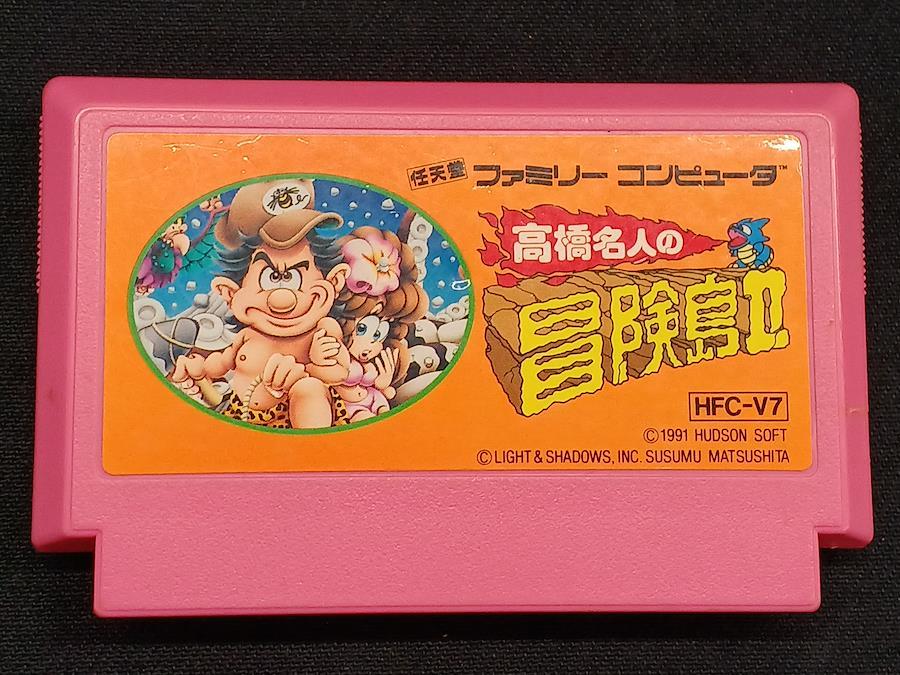 任天堂 ファミリー コンピュータ™
高橋名人の
冒険島II
HFC-V7
©1991 HUDSON SOFT
©LIGHT & SHADOWS, INC. SUSUMU MATSUSHITA